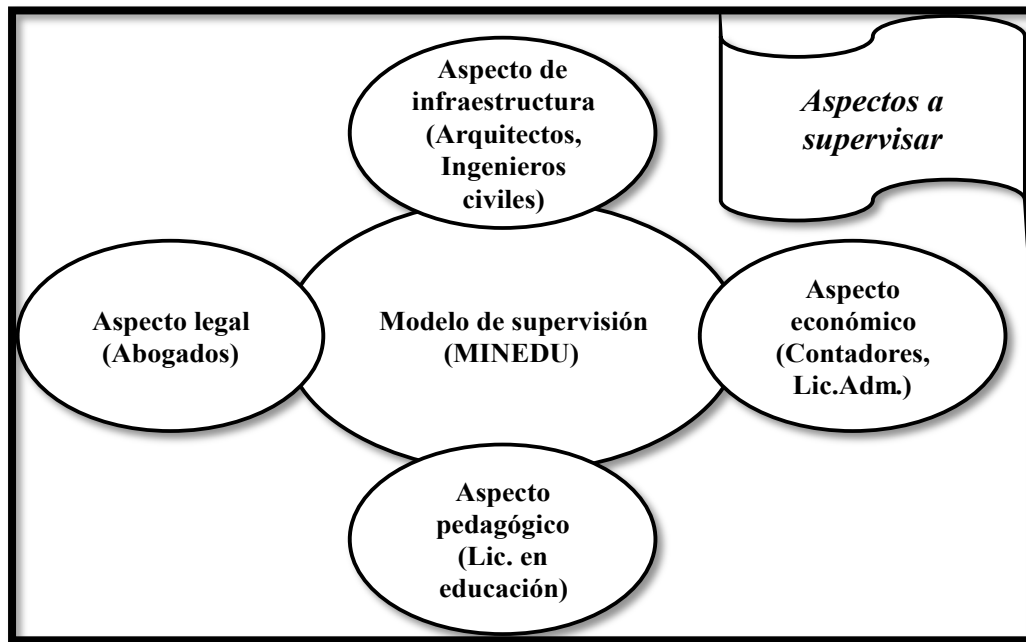 Aspecto de
infraestructura
(Arquitectos,
Ingenieros
civiles)
Aspectos a
supervisar
Aspecto legal
(Abogados)
Modelo de supervisión
(MINEDU)
Aspecto
económico
(Contadores,
Lic.Adm.)
Aspecto
pedagógico
(Lic. en
educación)